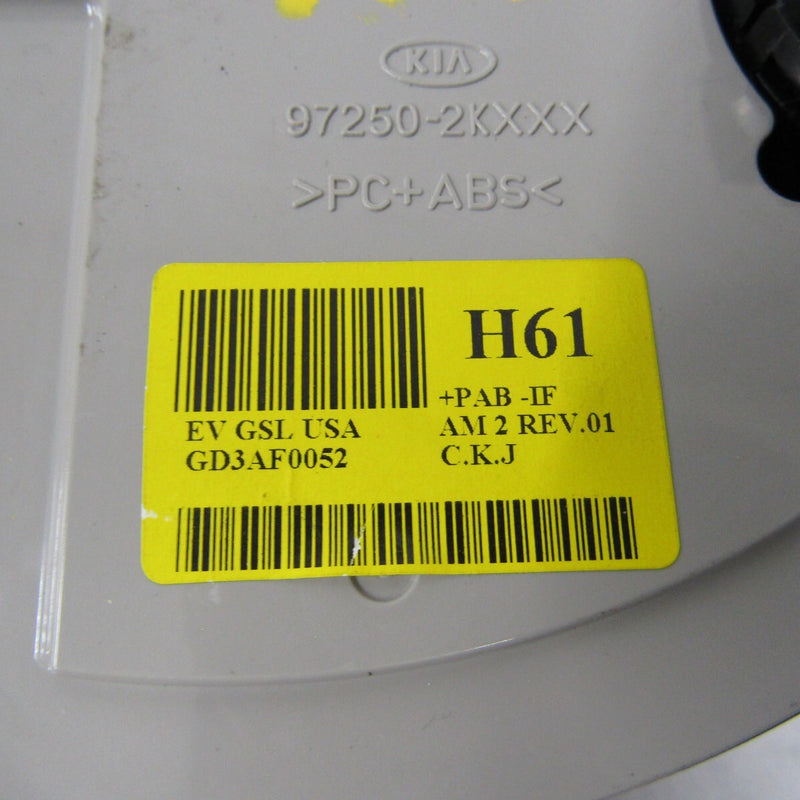 KIA
97250-2KXXX
>PC+ABS<
H61
+PAB -IF
EV GSL USA
AM 2 REV.01
GD3AF0052
C.K.J